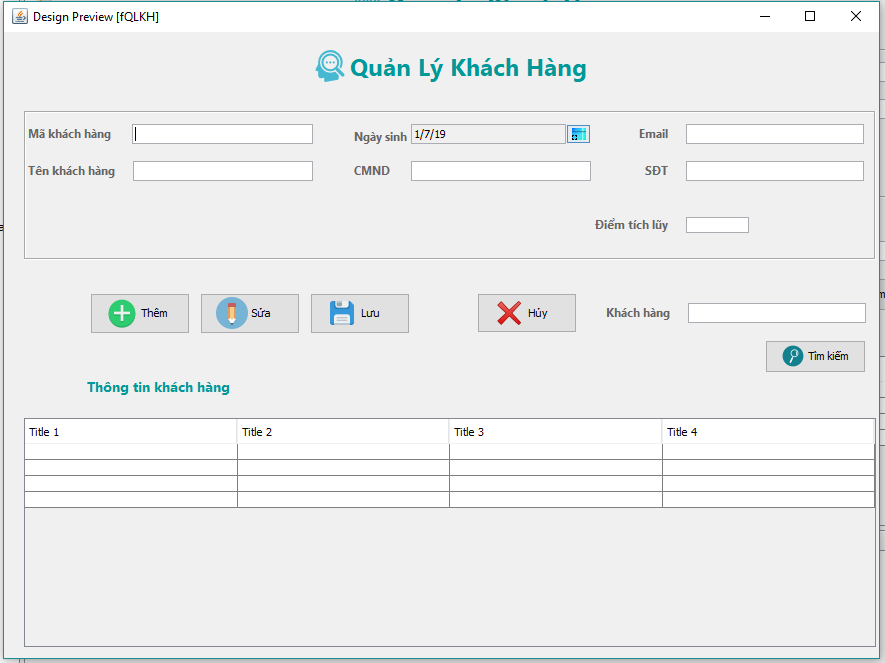 Design Preview [fQLKH]
Quản Lý Khách Hàng
Mã khách hàng
Ngày sinh 1/7/19
Email
Tên khách hàng
CMND
SĐT
Điểm tích lũy
Thêm
Sửa
Lưu
Hủy
Khách hàng
Tìm kiếm
Thông tin khách hàng
Title 1 Title 2 Title 3 Title 4